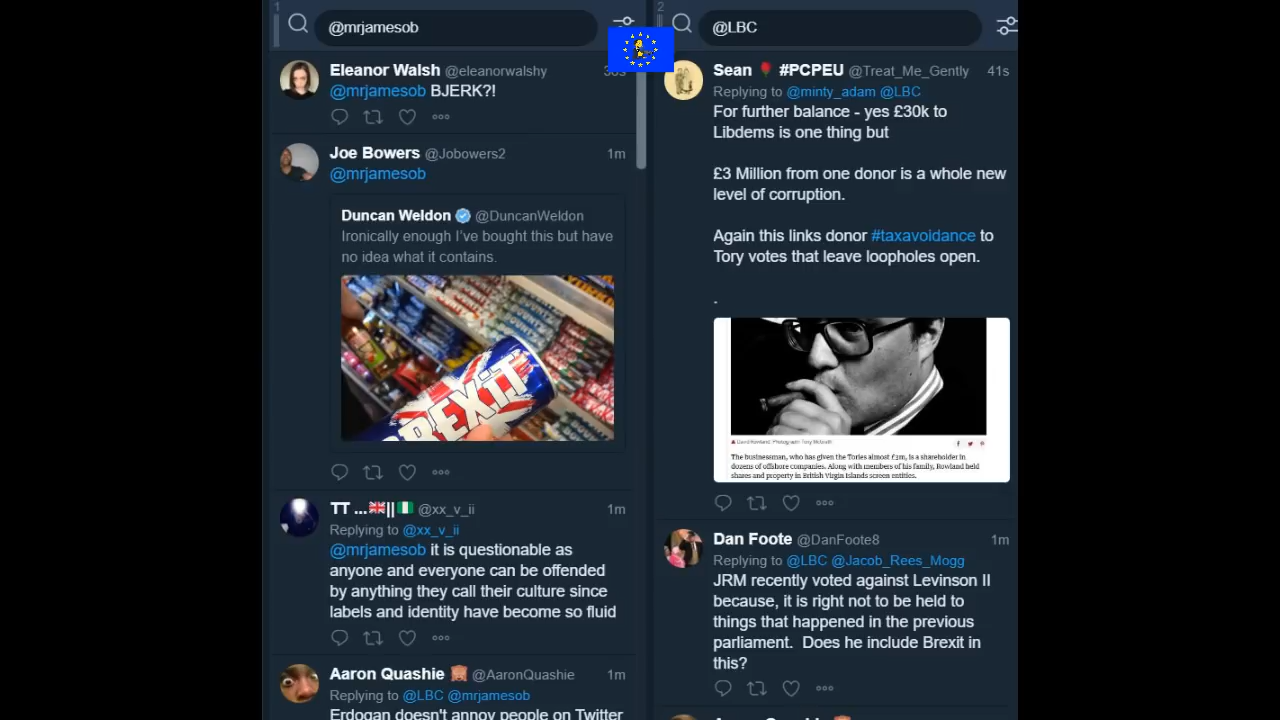 1
@mrjamesob
Eleanor Walsh @eleanorwalshy
@mrjamesob BJERK?!
Joe Bowers @Jobowers2 1m
@mrjamesob
Duncan Weldon @DuncanWeldon
Ironically enough I've bought this but have
no idea what it contains.
BREXIT
TT ...🇬🇧||🇳🇬 @xx_v_ii 1m
Replying to @xx_v_ii
@mrjamesob it is questionable as
anyone and everyone can be offended
by anything they call their culture since
labels and identity have become so fluid
Aaron Quashie @AaronQuashie 1m
Replying to @LBC @mrjamesob
Erdogan doesn't annoy people on Twitter
2
@LBC
Sean 🌹 #PCPEU @Treat_Me_Gently 41s
Replying to @minty_adam @LBC
For further balance - yes £30k to
Libdems is one thing but
£3 Million from one donor is a whole new
level of corruption.
Again this links donor #taxavoidance to
Tory votes that leave loopholes open.
.
The businessman, who has given the Tories almost £3m, is a shareholder in
dozens of offshore companies. Along with members of his family, Rowland held
shares and property in British Virgin Islands screen entities.
Dan Foote @DanFoote8 1m
Replying to @LBC @Jacob_Rees_Mogg
JRM recently voted against Levinson II
because, it is right not to be held to
things that happened in the previous
parliament. Does he include Brexit in
this?